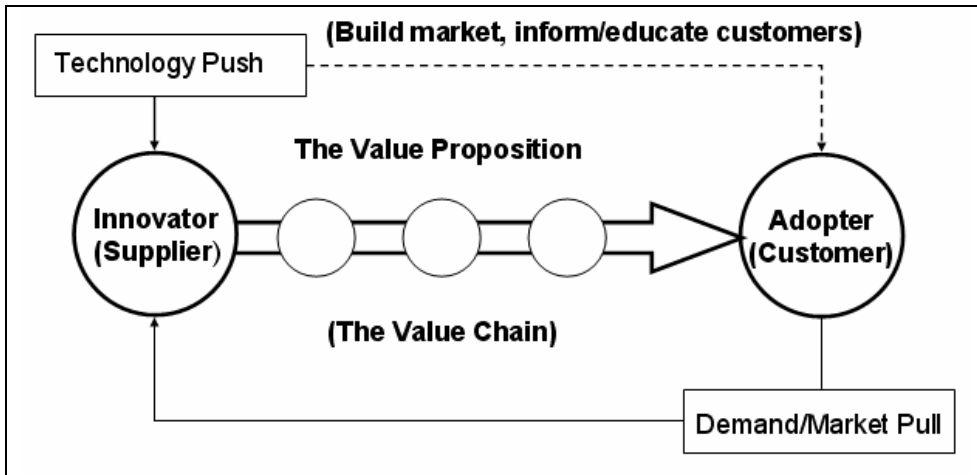 (Build market, inform/educate customers)
Technology Push
The Value Proposition
Innovator
(Supplier)
Adopter
(Customer)
(The Value Chain)
Demand/Market Pull